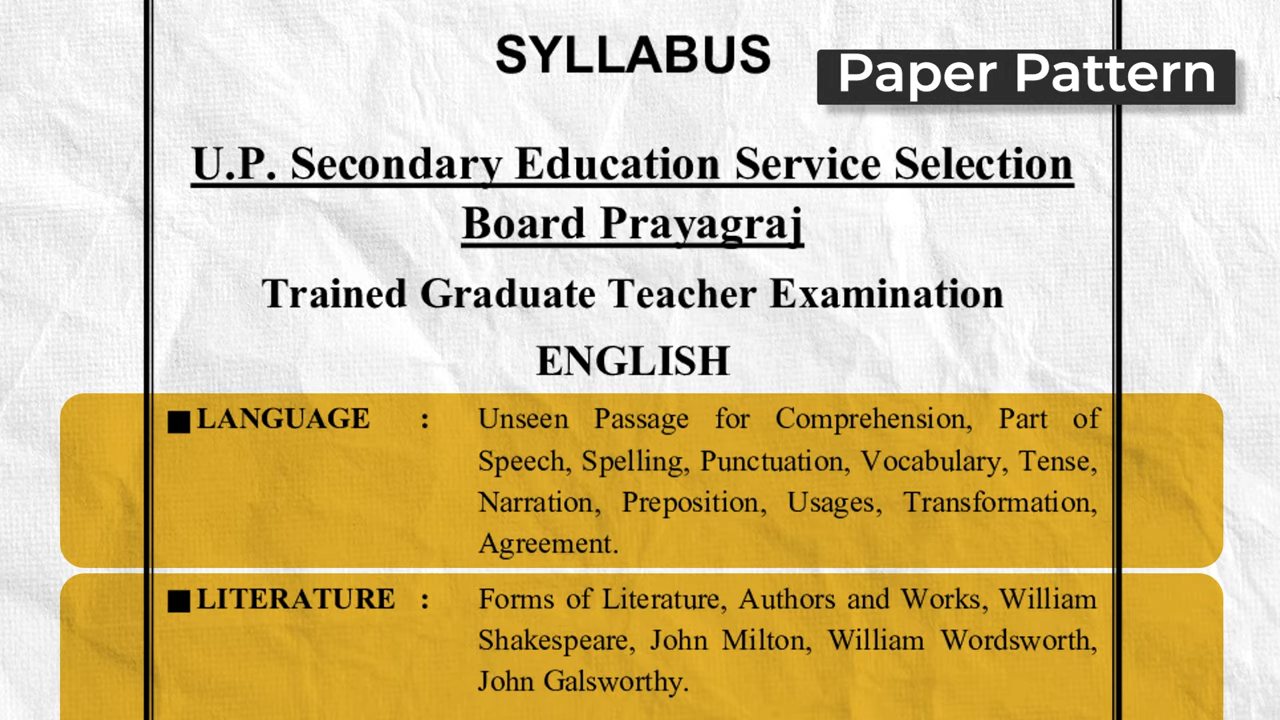 SYLLABUS
Paper Pattern
U.P. Secondary Education Service Selection
Board Prayagraj
Trained Graduate Teacher Examination
ENGLISH
■ LANGUAGE : Unseen Passage for Comprehension, Part of
Speech, Spelling, Punctuation, Vocabulary, Tense,
Narration, Preposition, Usages, Transformation,
Agreement.
■ LITERATURE : Forms of Literature, Authors and Works, William
Shakespeare, John Milton, William Wordsworth,
John Galsworthy.